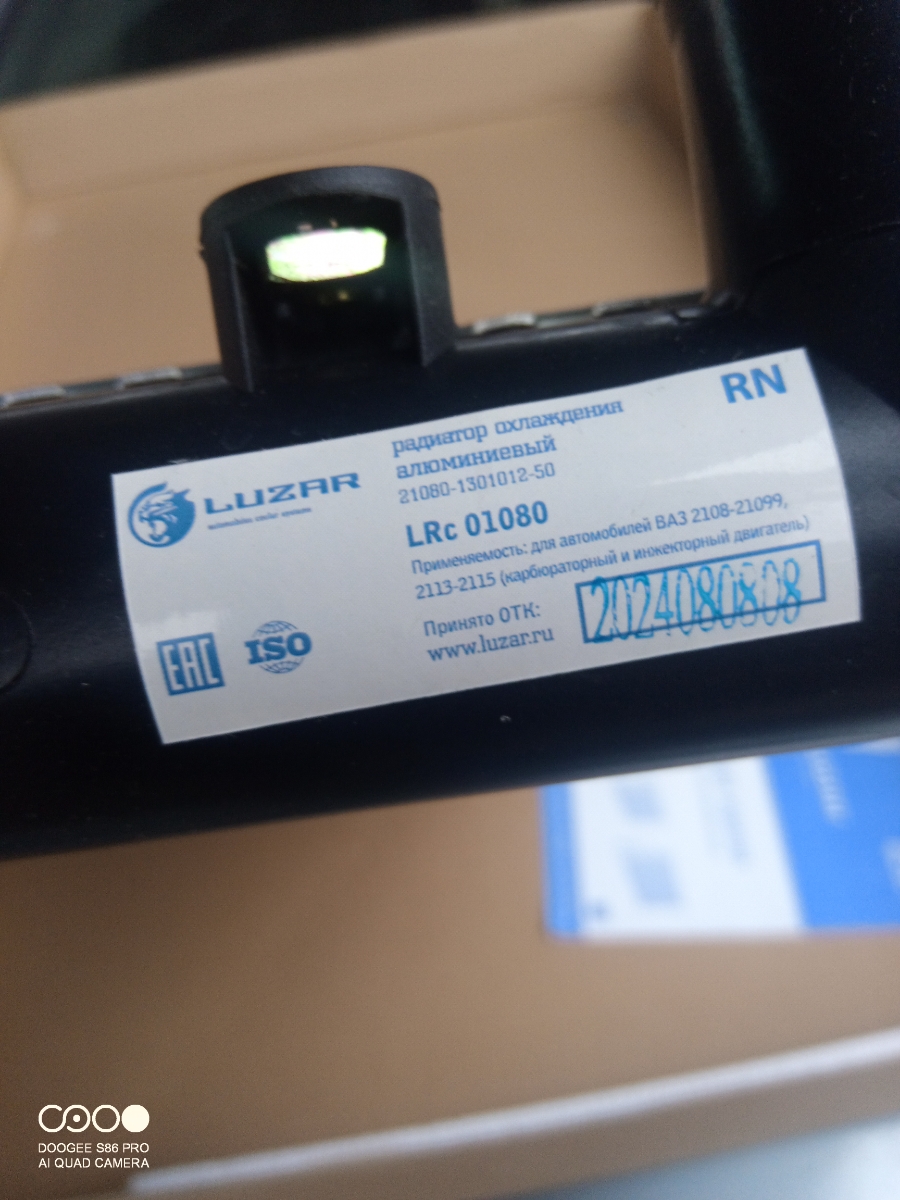 RN
LUZAR
радиатор охлаждения
алюминиевый
21080-1301012-50
LRc 01080
Применяемость: для автомобилей ВАЗ 2108-21099,
2113-2115 (карбюраторный и инжекторный двигатель)
Принято ОТК:
2024080808
www.luzar.ru
EAC
ISO
DOOGEE S86 PRO
AI QUAD CAMERA